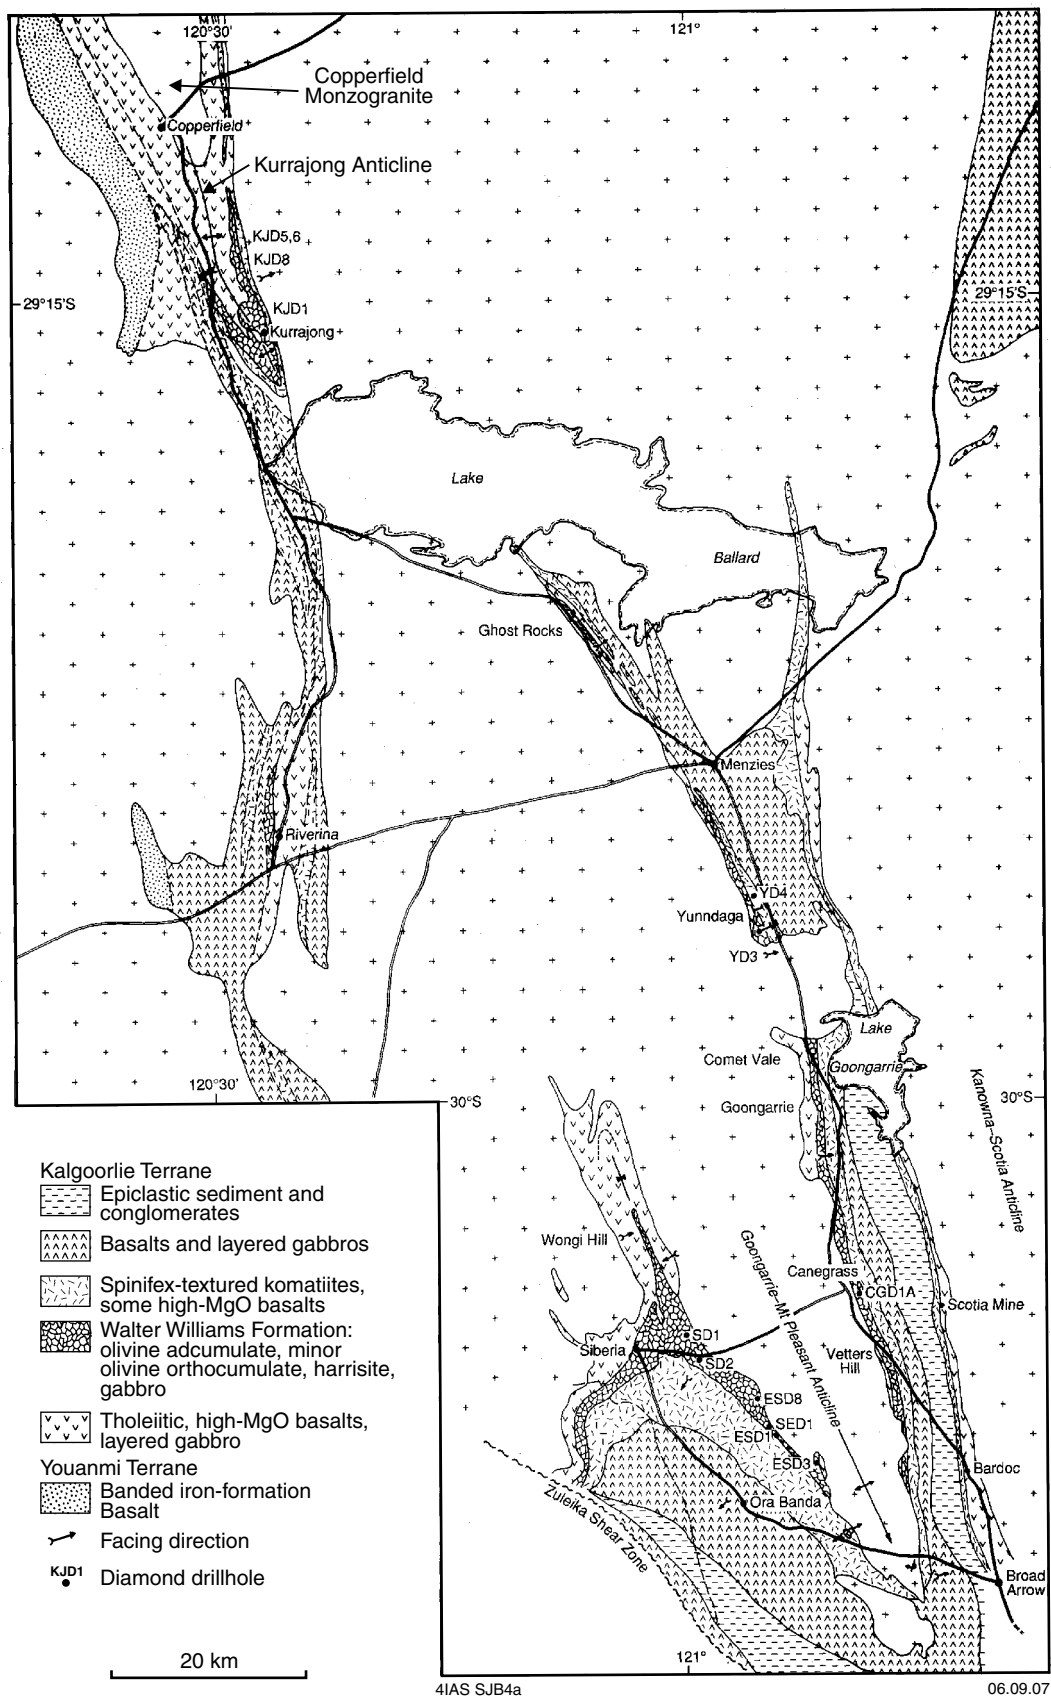 120°30'
121°
Copperfield
Monzogranite
Copperfield
Kurrajong Anticline
KJD5,6
KJD8
29°15'S
29°15'S
KJD1
Kurrajong
Lake
Ballard
Ghost Rocks
Menzies
Riverina
YD4
Yunndaga
YD3
Lake
Comet Vale
Goongarrie
120°30'
30°S
30°S
Goongarrie
Kanowna–Scotia Anticline
Kalgoorlie Terrane
Epiclastic sediment and
conglomerates
Basalts and layered gabbros
Spinifex-textured komatiites,
some high-MgO basalts
Walter Williams Formation:
olivine adcumulate, minor
olivine orthocumulate, harrisite,
gabbro
Tholeiitic, high-MgO basalts,
layered gabbro
Youanmi Terrane
Banded iron-formation
Basalt
Facing direction
KJD1
Diamond drillhole
20 km
Wongi Hill
Goongarrie–Mt Pleasant Anticline
Canegrass
CGD1A
Scotia Mine
SD1
Siberia
SD2
Vetters
Hill
ESD8
SED1
ESD1
ESD3
Bardoc
Zuleika Shear Zone
Ora Banda
Broad
Arrow
121°
4IAS SJB4a
06.09.07